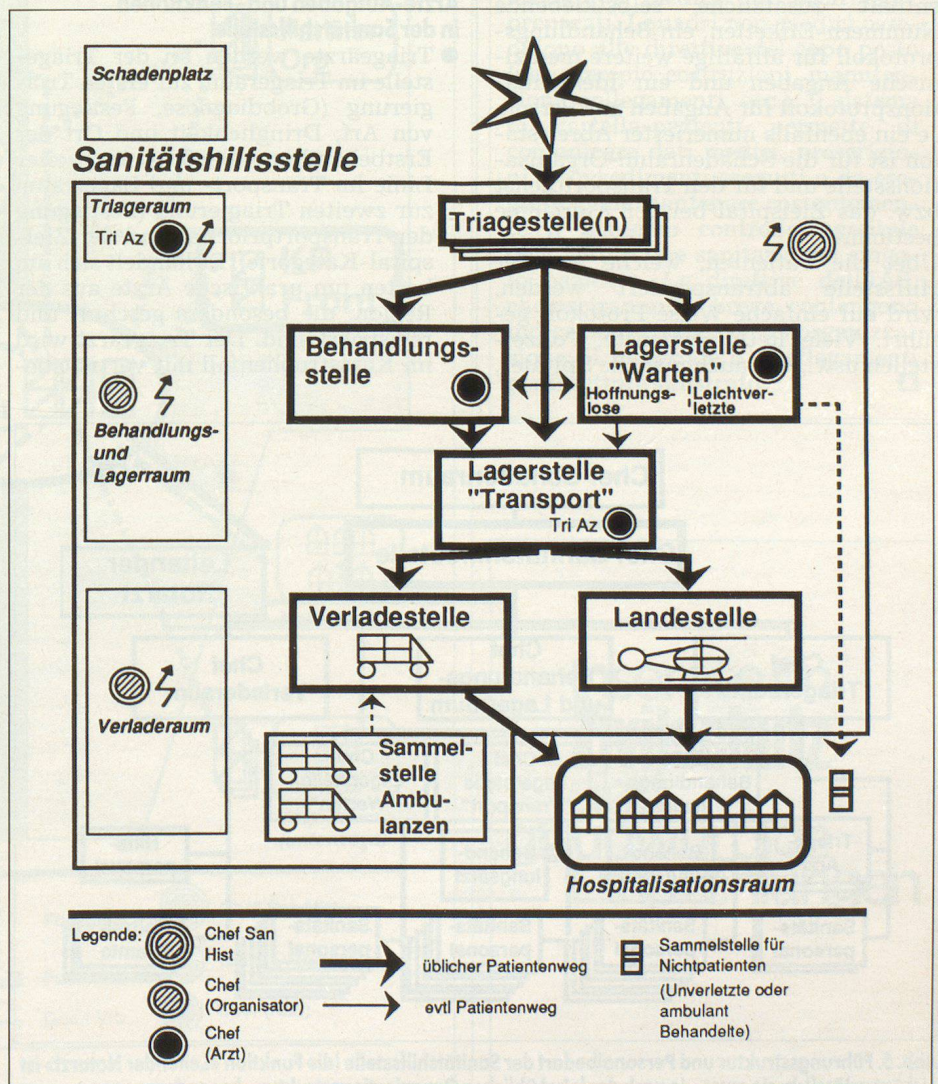 Schadenplatz
Sanitätshilfsstelle
Triageraum
Tri Az
Triagestelle(n)
Behandlungs-
stelle
Lagerstelle
"Warten"
Hoffnungs-
lose
Leichtver-
letzte
Behandlungs-
und
Lagerraum
Lagerstelle
"Transport"
Tri Az
Verladestelle
Landestelle
Verladeraum
Sammel-
stelle
Ambu-
lanzen
Hospitalisationsraum
Legende:
Chef San
Hist
Chef
(Organisator)
Chef
(Arzt)
üblicher Patientenweg
evtl Patientenweg
Sammelstelle für
Nichtpatienten
(Unverletzte oder
ambulant
Behandelte)